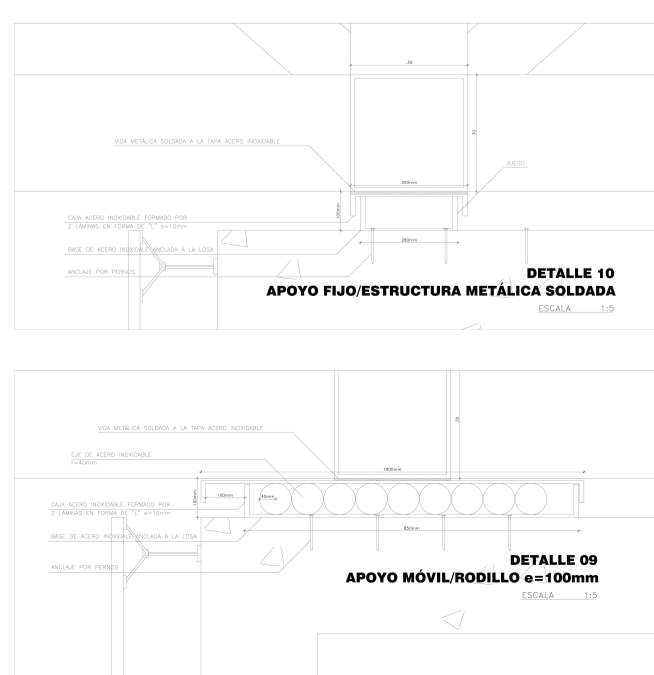 .30
.30
VIGA METÁLICA SOLDADA A LA TAPA ACERO INOXIDABLE
JUEGO
300mm
100mm
CAJA ACERO INOXIDABLE FORMADO POR
2 LÁMINAS EN FORMA DE "L" e=10mm
280mm
BASE DE ACERO INOXIDALE ANCLADA A LA LOSA
ANCLAJE POR PERNOS
DETALLE 10
APOYO FIJO/ESTRUCTURA METÁLICA SOLDADA
ESCALA 1:5
.30
VIGA METÁLICA SOLDADA A LA TAPA ACERO INOXIDABLE
EJE DE ACERO INOXIDABLE
r=40mm
1000mm
100mm
100mm
40mm
CAJA ACERO INOXIDABLE FORMADO POR
2 LÁMINAS EN FORMA DE "L" e=10mm
850mm
BASE DE ACERO INOXIDALE ANCLADA A LA LOSA
ANCLAJE POR PERNOS
DETALLE 09
APOYO MÓVIL/RODILLO e=100mm
ESCALA 1:5